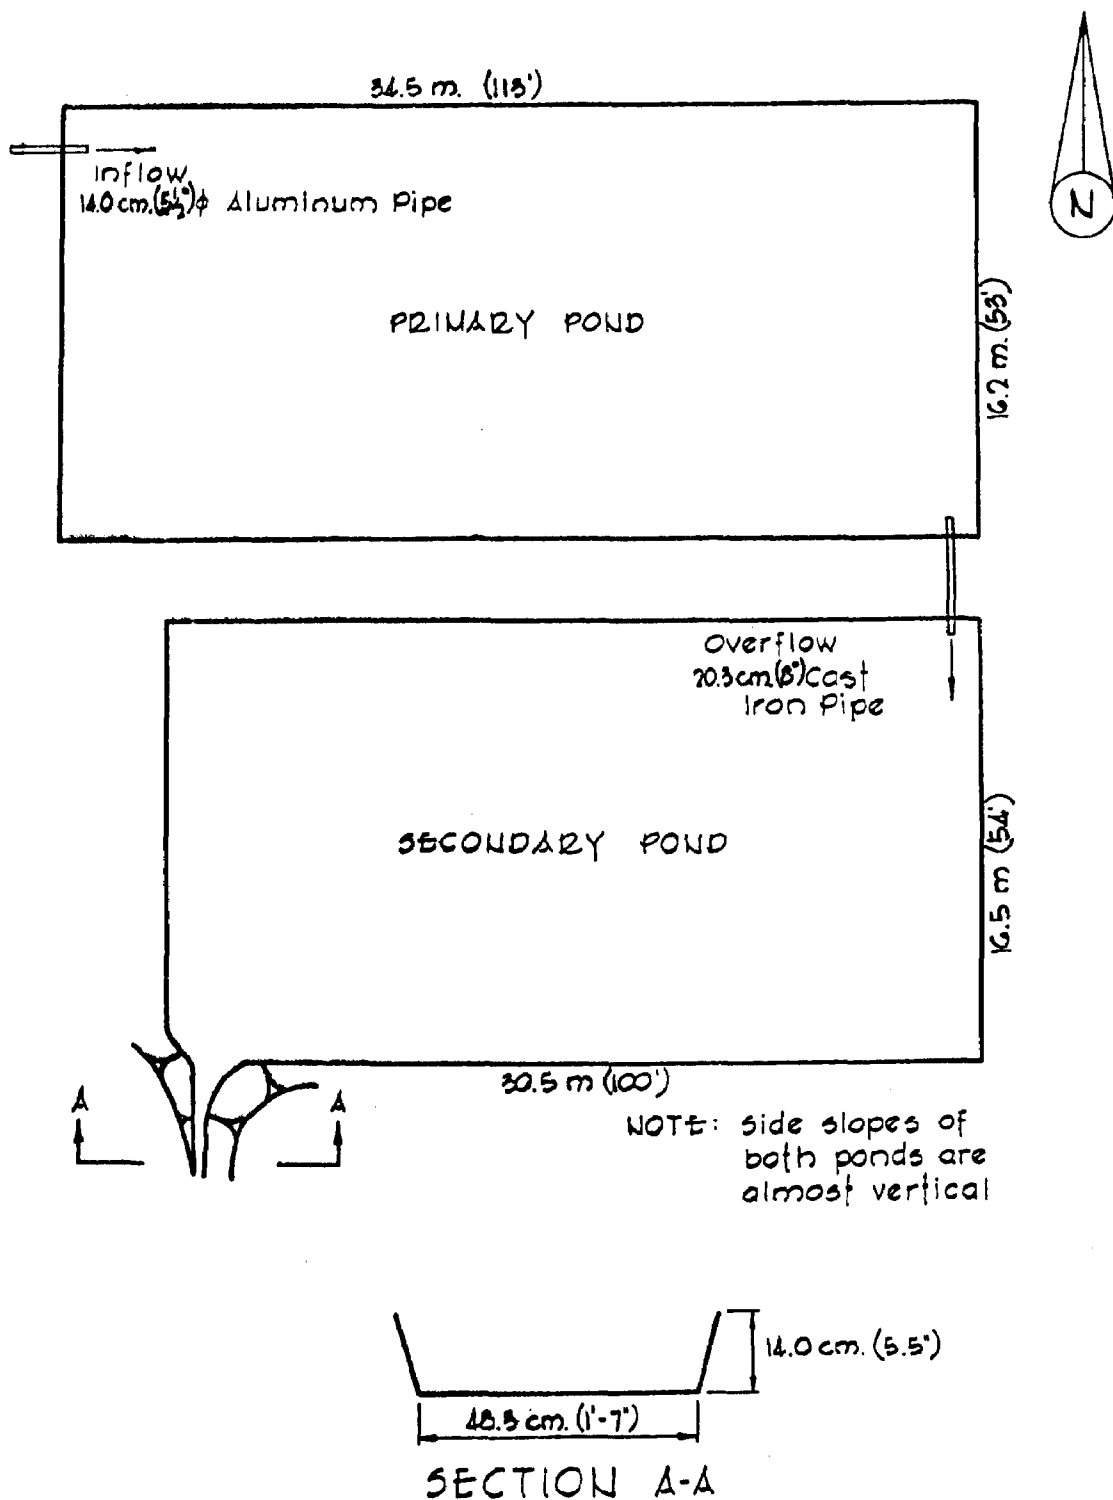 34.5 m. (113')
N
Inflow
14.0 cm. (5½")ϕ Aluminum Pipe
PRIMARY POND
16.2 m. (53')
Overflow
20.3 cm (8") Cast
Iron Pipe
SECONDARY POND
16.5 m (54')
30.5 m (100')
A
A
NOTE: Side slopes of
both ponds are
almost vertical
14.0 cm. (5.5")
48.3 cm. (1'-7")
SECTION A-A